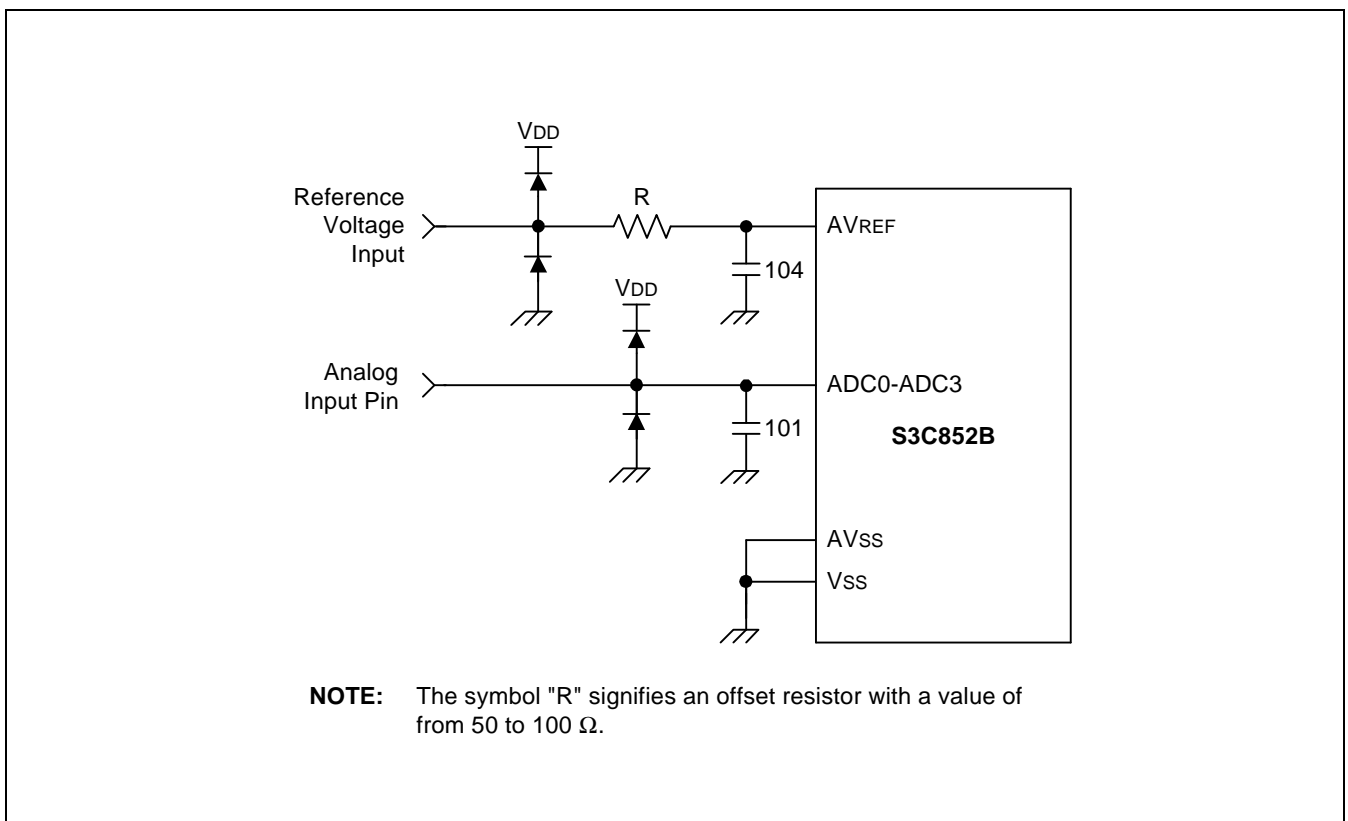 VDD
Reference
Voltage
Input
R
AVREF
104
VDD
Analog
Input Pin
ADC0-ADC3
101
S3C852B
AVSS
VSS
NOTE: The symbol "R" signifies an offset resistor with a value of
from 50 to 100 Ω.